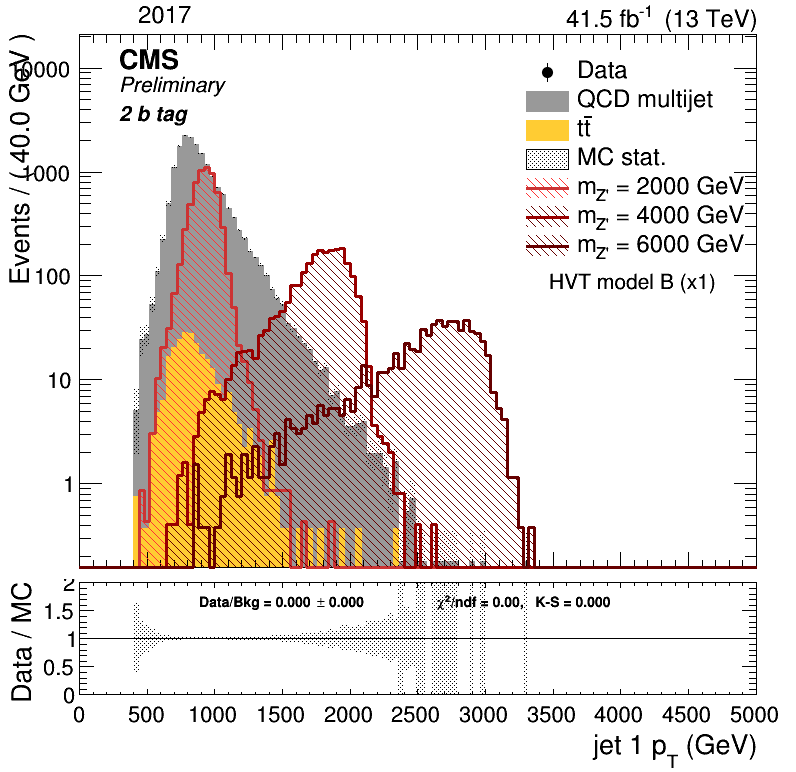 2017
41.5 fb⁻¹ (13 TeV)
CMS
Preliminary
2 b tag
Data
QCD multijet
tt̄
MC stat.
m_Z' = 2000 GeV
m_Z' = 4000 GeV
m_Z' = 6000 GeV
HVT model B (x1)
Events / ( 40.0 GeV )
10000
1000
100
10
1
Data/Bkg = 0.000 ± 0.000
χ²/ndf = 0.00, K-S = 0.000
Data / MC
2
1.5
1
0.5
0
0 500 1000 1500 2000 2500 3000 3500 4000 4500 5000
jet 1 p_T (GeV)